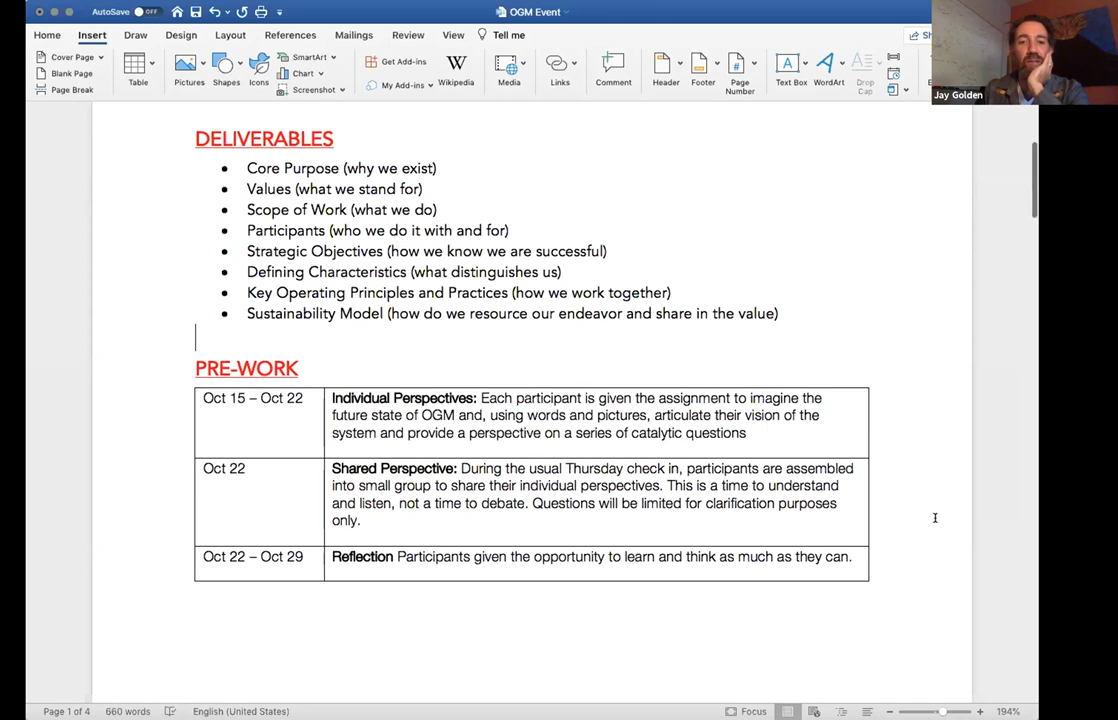 AutoSave OFF OGM Event
Home Insert Draw Design Layout References Mailings Review View Tell me Sh
Cover Page
Blank Page
Page Break
Table
Pictures
Shapes
Icons
SmartArt
Chart
Screenshot
Get Add-ins
My Add-ins
W
Wikipedia
Media
Links
Comment
Header
Footer
#
Page
Number
A
Text Box
A
WordArt
Drop
Cap
Jay Golden
DELIVERABLES
• Core Purpose (why we exist)
• Values (what we stand for)
• Scope of Work (what we do)
• Participants (who we do it with and for)
• Strategic Objectives (how we know we are successful)
• Defining Characteristics (what distinguishes us)
• Key Operating Principles and Practices (how we work together)
• Sustainability Model (how do we resource our endeavor and share in the value)
PRE-WORK
Oct 15 – Oct 22
Individual Perspectives: Each participant is given the assignment to imagine the
future state of OGM and, using words and pictures, articulate their vision of the
system and provide a perspective on a series of catalytic questions
Oct 22
Shared Perspective: During the usual Thursday check in, participants are assembled
into small group to share their individual perspectives. This is a time to understand
and listen, not a time to debate. Questions will be limited for clarification purposes
only.
Oct 22 – Oct 29
Reflection Participants given the opportunity to learn and think as much as they can.
Page 1 of 4 660 words English (United States) Focus 194%